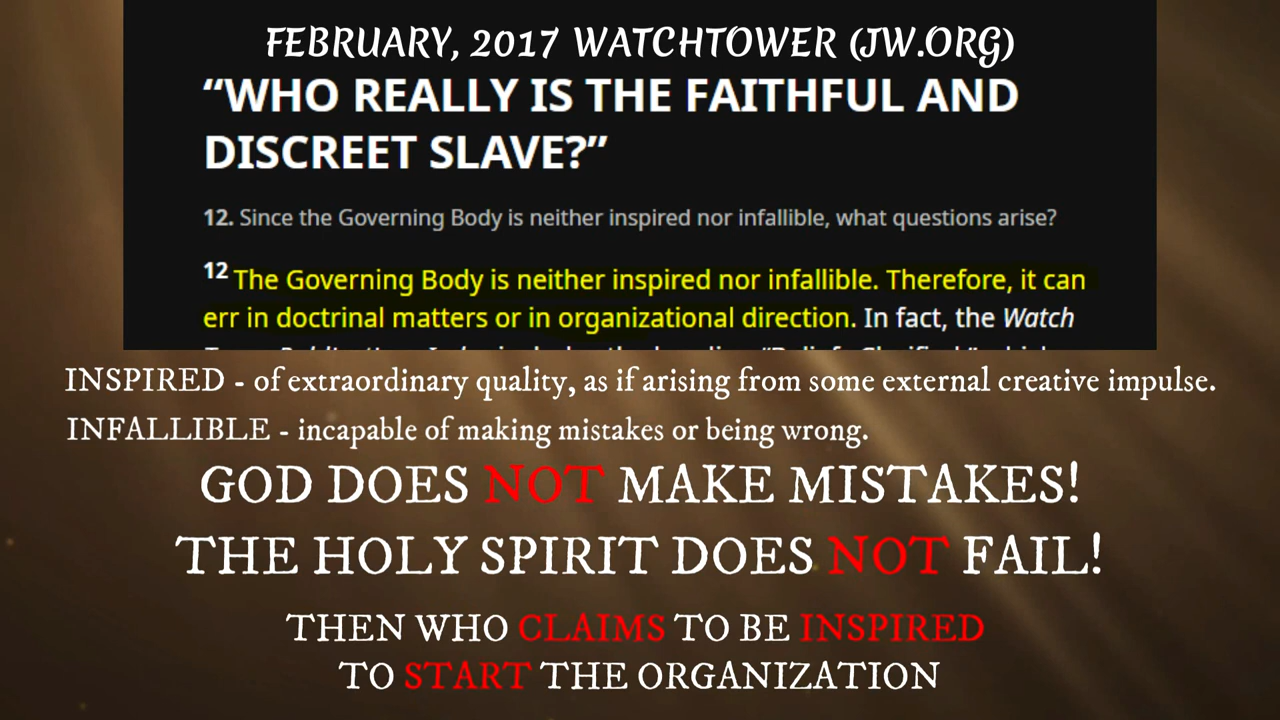 FEBRUARY, 2017 WATCHTOWER (JW.ORG)
“WHO REALLY IS THE FAITHFUL AND
DISCREET SLAVE?”
12. Since the Governing Body is neither inspired nor infallible, what questions arise?
12 The Governing Body is neither inspired nor infallible. Therefore, it can
err in doctrinal matters or in organizational direction. In fact, the Watch
INSPIRED - of extraordinary quality, as if arising from some external creative impulse.
INFALLIBLE - incapable of making mistakes or being wrong.
GOD DOES NOT MAKE MISTAKES!
THE HOLY SPIRIT DOES NOT FAIL!
THEN WHO CLAIMS TO BE INSPIRED
TO START THE ORGANIZATION